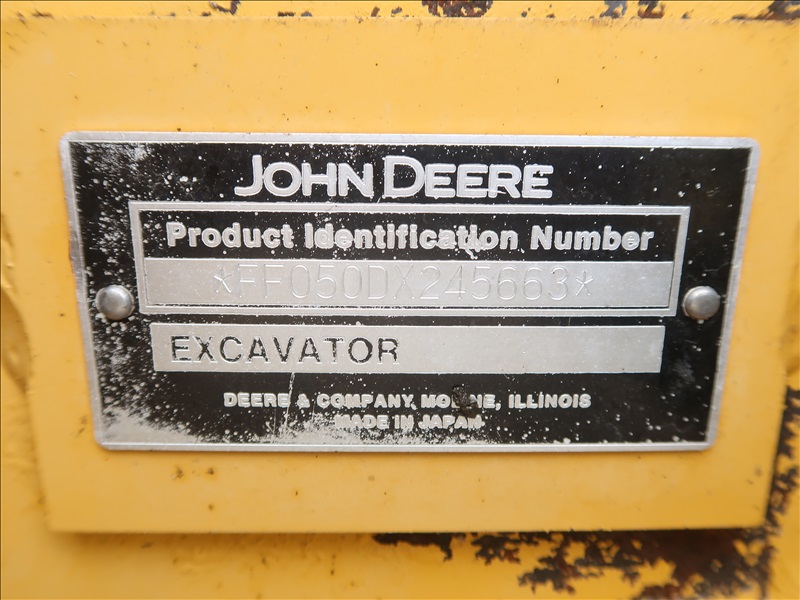 JOHN DEERE
Product Identification Number
*FF050DX245663*
EXCAVATOR
DEERE & COMPANY, MOLINE, ILLINOIS
MADE IN JAPAN